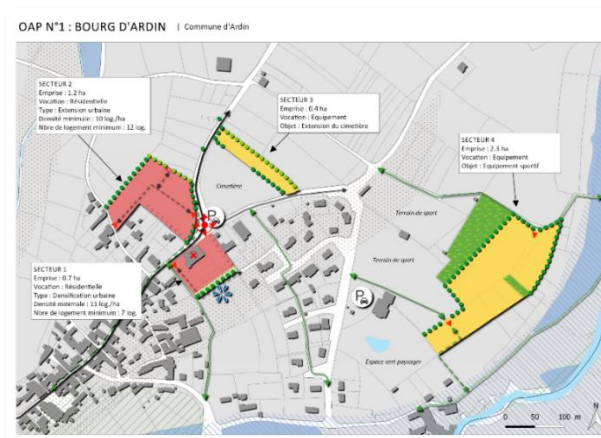 OAP N°1 : BOURG D'ARDIN | Commune d'Ardin
SECTEUR 2
Emprise : 1.2 ha
Vocation : Résidentielle
Type : Extension urbaine
Densité minimale : 10 log./ha
Nbre de logement minimum : 12 log.
SECTEUR 3
Emprise : 0.4 ha
Vocation : Equipement
Objet : Extension du cimetière
SECTEUR 4
Emprise : 2.3 ha
Vocation : Equipement
Objet : Equipement sportif
Cimetière
Terrain de sport
Terrain de sport
SECTEUR 1
Emprise : 0.7 ha
Vocation : Résidentielle
Type : Densification urbaine
Densité minimale : 11 log./ha
Nbre de logement minimum : 7 log.
P
P
Espace vert paysager
N
0 50 100 m